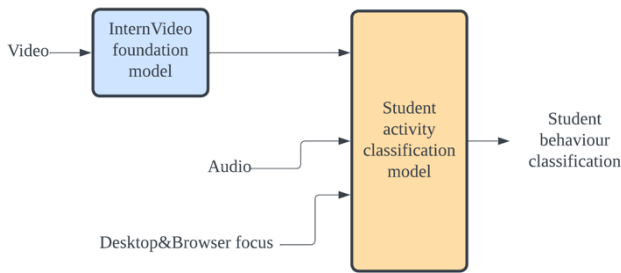 Video
InternVideo
foundation
model
Audio
Desktop&Browser focus
Student
activity
classification
model
Student
behaviour
classification